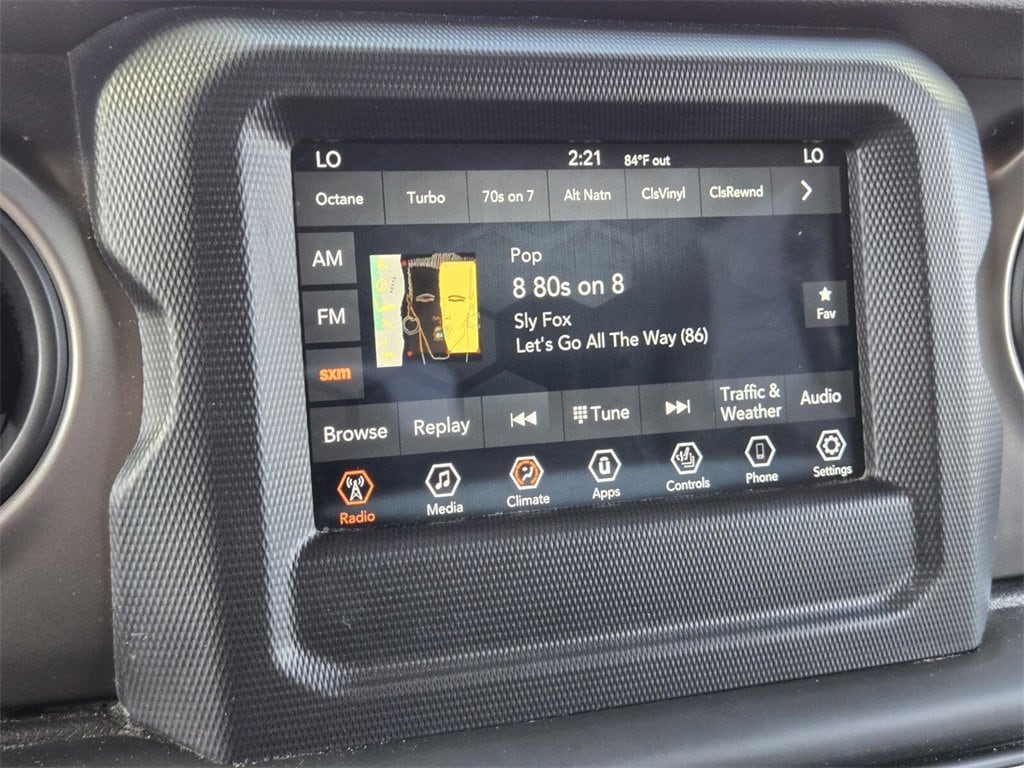 LO 2:21 84°F out LO
Octane Turbo 70s on 7 Alt Natn ClsVinyl ClsRewnd
AM
FM
sxm
Pop
8 80s on 8
Sly Fox
Let's Go All The Way (86)
Fav
Browse Replay Tune Traffic &
Weather Audio
Radio Media Climate Apps Controls Phone Settings